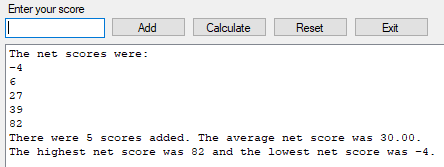 Enter your score
Add Calculate Reset Exit
The net scores were:
-4
6
27
39
82
There were 5 scores added. The average net score was 30.00.
The highest net score was 82 and the lowest net score was -4.